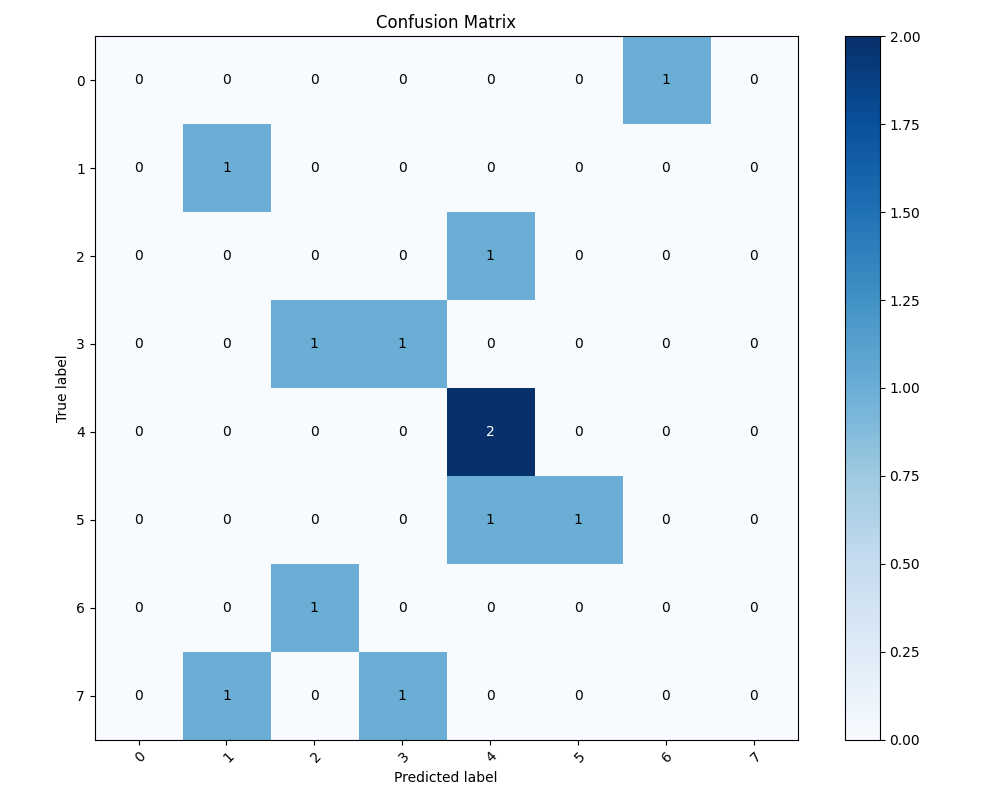 Confusion Matrix
0 0 0 0 0 0 0 1 0
1 0 1 0 0 0 0 0 0
2 0 0 0 0 1 0 0 0
3 0 0 1 1 0 0 0 0
4 0 0 0 0 2 0 0 0
5 0 0 0 0 1 1 0 0
6 0 0 1 0 0 0 0 0
7 0 1 0 1 0 0 0 0
True label
0 1 2 3 4 5 6 7
Predicted label
2.00
1.75
1.50
1.25
1.00
0.75
0.50
0.25
0.00